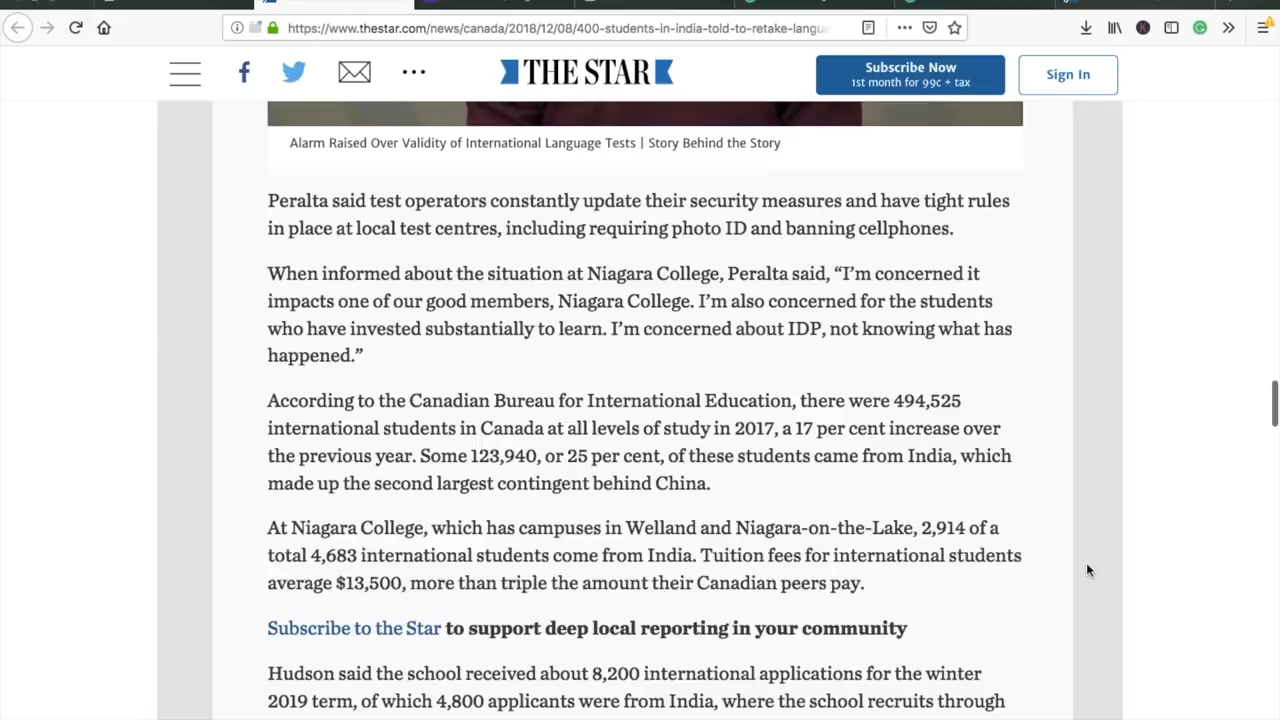 https://www.thestar.com/news/canada/2018/12/08/400-students-in-india-told-to-retake-langu
THE STAR
Subscribe Now
1st month for 99c + tax
Sign In
Alarm Raised Over Validity of International Language Tests | Story Behind the Story
Peralta said test operators constantly update their security measures and have tight rules
in place at local test centres, including requiring photo ID and banning cellphones.
When informed about the situation at Niagara College, Peralta said, “I’m concerned it
impacts one of our good members, Niagara College. I’m also concerned for the students
who have invested substantially to learn. I’m concerned about IDP, not knowing what has
happened.”
According to the Canadian Bureau for International Education, there were 494,525
international students in Canada at all levels of study in 2017, a 17 per cent increase over
the previous year. Some 123,940, or 25 per cent, of these students came from India, which
made up the second largest contingent behind China.
At Niagara College, which has campuses in Welland and Niagara-on-the-Lake, 2,914 of a
total 4,683 international students come from India. Tuition fees for international students
average $13,500, more than triple the amount their Canadian peers pay.
Subscribe to the Star to support deep local reporting in your community
Hudson said the school received about 8,200 international applications for the winter
2019 term, of which 4,800 applicants were from India, where the school recruits through